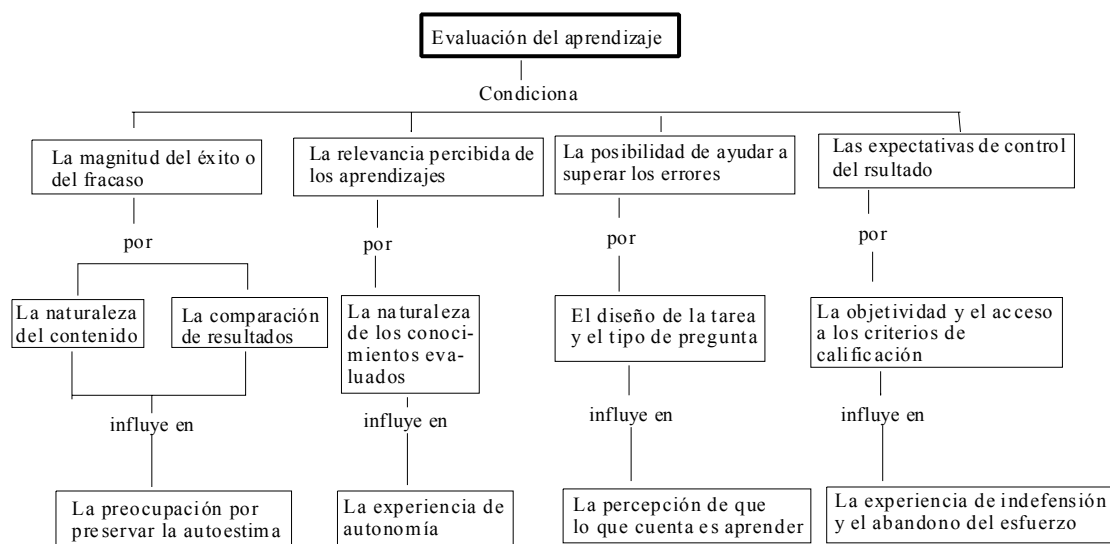 Evaluación del aprendizaje
Condiciona
La magnitud del éxito o
del fracaso
La relevancia percibida de
los aprendizajes
La posibilidad de ayudar a
superar los errores
Las expectativas de control
del rsultado
por
por
por
por
La naturaleza
del contenido
La comparación
de resultados
La naturaleza
de los conoci-
mientos eva-
luados
El diseño de la tarea
y el tipo de pregunta
La objetividad y el acceso
a los criterios de
calificación
influye en
influye en
influye en
influye en
La preocupación por
preservar la autoestima
La experiencia de
autonomía
La percepción de que
lo que cuenta es aprender
La experiencia de indefensión
y el abandono del esfuerzo